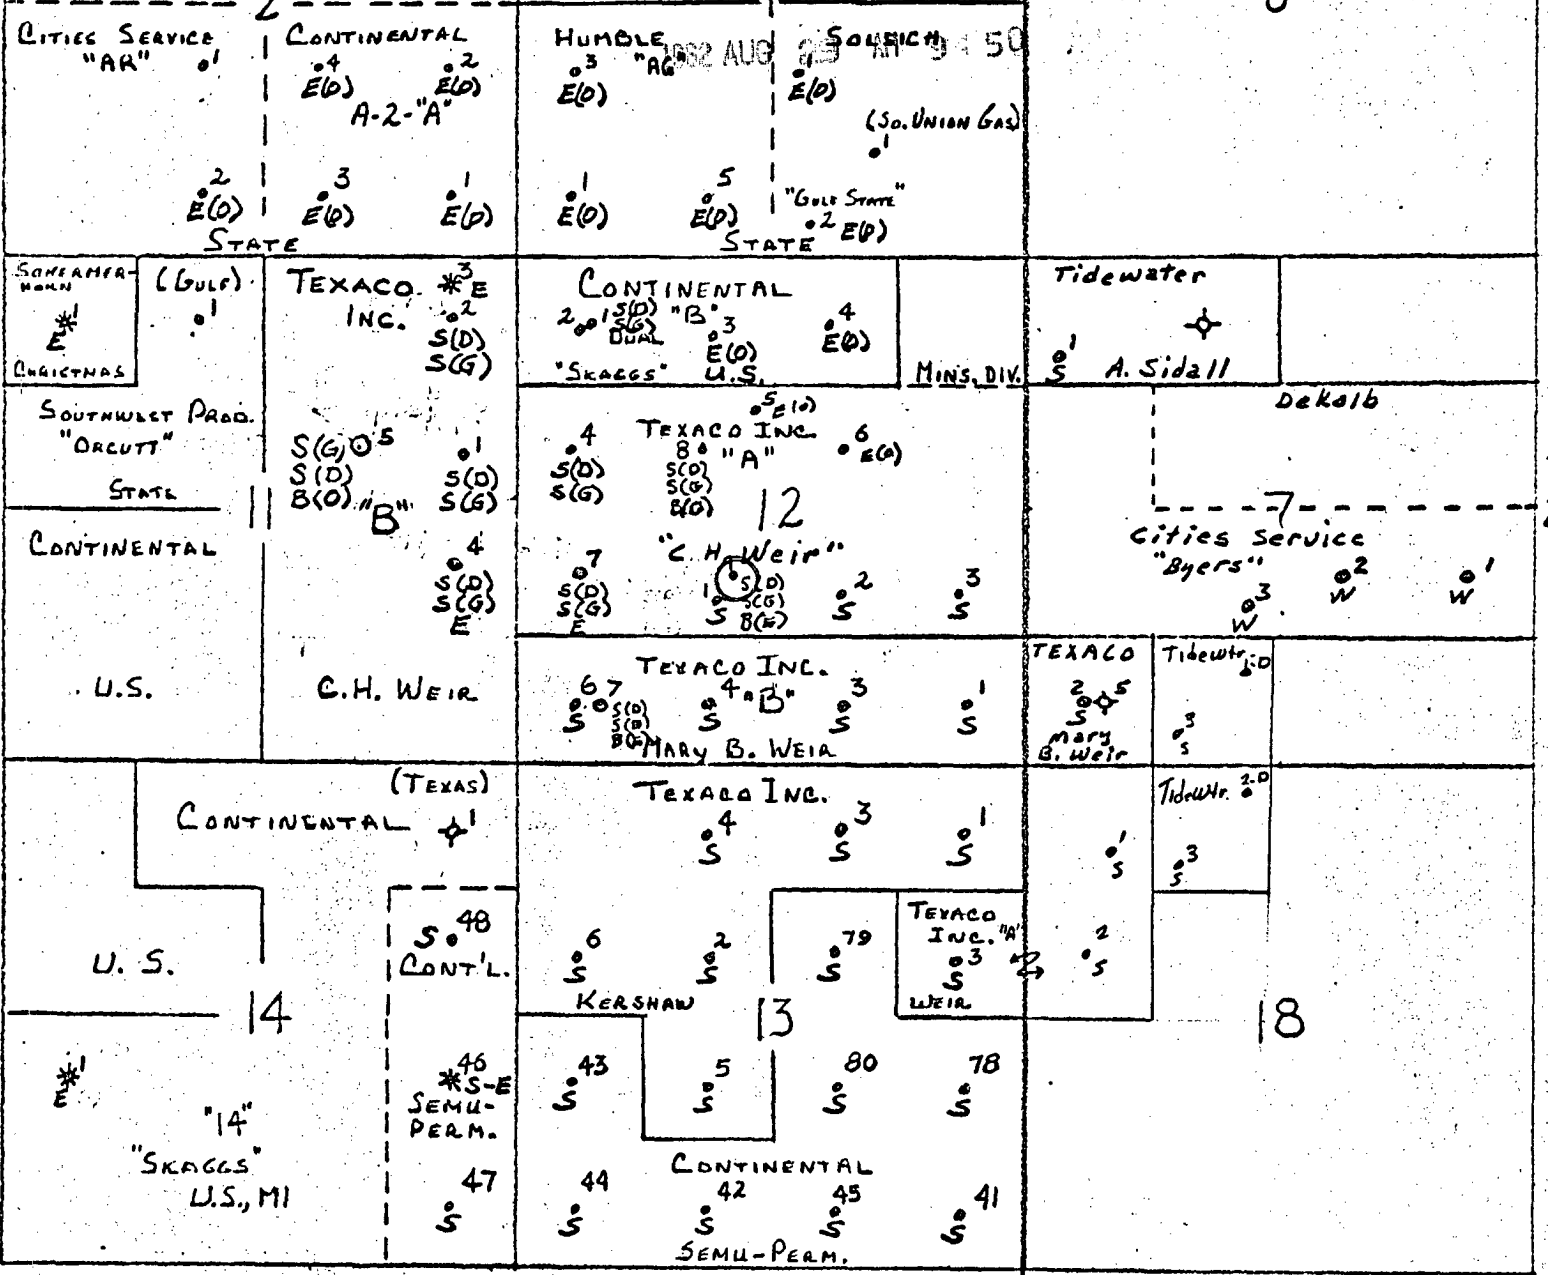 CITIES SERVICE
"AR" 1
2
E(O)
CONTINENTAL
4 2
E(O) E(O)
A-2-"A"
3 1
E(O) E(O)
STATE
HUMBLE
3 "AG"
E(O)
1 5
E(O) E(O)
STATE
1962 AUG 23 AM 9:50
E(O)
(SO. UNION GAS)
1
"GULF STATE"
2 E(O)
1
E
CHRISTMAS
(GULF)
1
TEXACO 3 E
INC. 2
S(D)
S(G)
S(G) 5
S(D)
B(O)
1
S(D)
S(G)
11 "B"
4
S(D)
S(G)
E
C.H. WEIR
SOUTHWEST PROD.
"ORCUTT"
STATE
CONTINENTAL
U.S.
CONTINENTAL
2 1 S(D) "B"
S(G)
DUAL
3
E(O)
4
E(O)
"SKAGGS" U.S.
MINS. DIV.
Tidewater
1
S A. Sidall
5 E(O)
TEXACO INC.
4
S(D)
S(G)
8 "A"
S(D)
S(G)
B(O)
6
E(O)
12
"C. H. Weir"
7
S(D)
S(G)
E
1
S
S(D)
S(G)
B(E)
2
S
3
S
DeKalb
7
Cities Service
"Byers"
3 2 1
W W W
TEXACO INC.
6 7 4 "B" 3 1
S S S S
MARY B. WEIR
TEXACO
2 5
S
Mary
B. Weir
Tidewtr.
3
S
(TEXAS)
CONTINENTAL 1
U. S.
14
S 48
CONT'L.
46
S-E
SEMU-
PERM.
47
S
1
E
"14"
"SKAGGS"
U.S., MI
TEXACO INC.
4 3 1
S S S
6 2 79
S S S
KERSHAW
13
TEXACO
INC. "A"
3
S
WEIR
43 5 80 78
S S S S
CONTINENTAL
44 42 45 41
S S S S
SEMU-PERM.
1
S
2
S
Tidewtr. 2-D
3
S
18